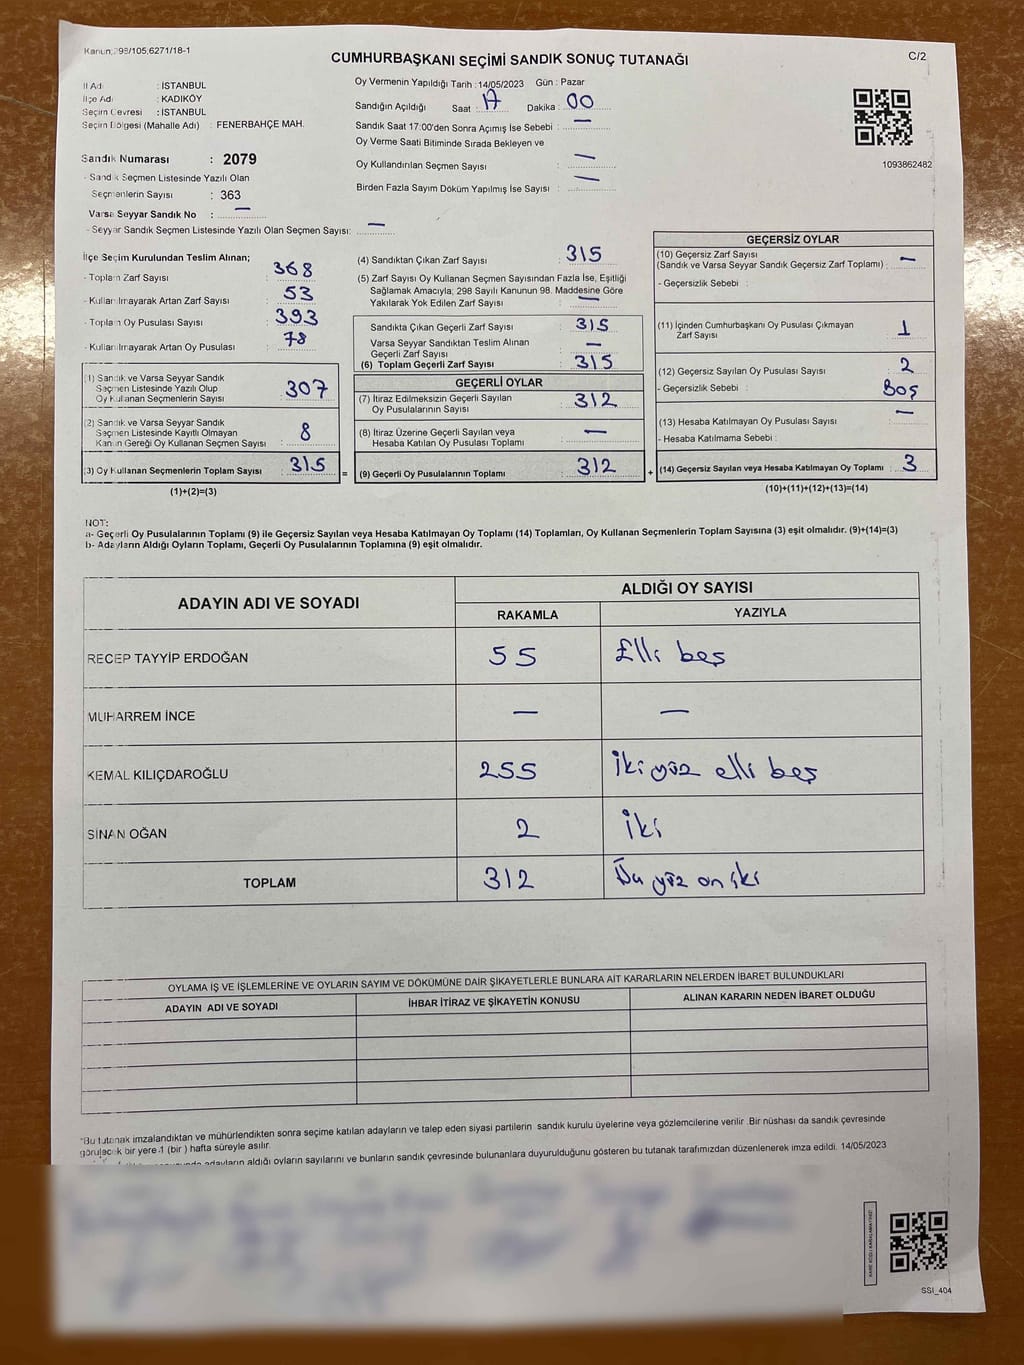 Kanun:298/105,6271/18-1
CUMHURBAŞKANI SEÇİMİ SANDIK SONUÇ TUTANAĞI
C/2
İl Adı : İSTANBUL
İlçe Adı : KADIKÖY
Seçim Çevresi : İSTANBUL
Seçim Bölgesi (Mahalle Adı) : FENERBAHÇE MAH.
Sandık Numarası : 2079
- Sandık Seçmen Listesinde Yazılı Olan
Seçmenlerin Sayısı : 363
Varsa Seyyar Sandık No : —
- Seyyar Sandık Seçmen Listesinde Yazılı Olan Seçmen Sayısı: —
Oy Vermenin Yapıldığı Tarih : 14/05/2023 Gün : Pazar
Sandığın Açıldığı Saat : 17 Dakika : 00
Sandık Saat 17:00'den Sonra Açımış İse Sebebi : —
Oy Verme Saati Bitiminde Sırada Bekleyen ve
Oy Kullandırılan Seçmen Sayısı : —
Birden Fazla Sayım Döküm Yapılmış İse Sayısı : —
1093862482
İlçe Seçim Kurulundan Teslim Alınan;
- Toplam Zarf Sayısı : 368
- Kullanılmayarak Artan Zarf Sayısı : 53
- Toplam Oy Pusulası Sayısı : 393
- Kullanılmayarak Artan Oy Pusulası : 78
(1) Sandık ve Varsa Seyyar Sandık
Seçmen Listesinde Yazılı Olup
Oy Kullanan Seçmenlerin Sayısı : 307
(2) Sandık ve Varsa Seyyar Sandık
Seçmen Listesinde Kayıtlı Olmayan
Kanun Gereği Oy Kullanan Seçmen Sayısı : 8
(3) Oy Kullanan Seçmenlerin Toplam Sayısı : 315
(1)+(2)=(3)
=
(4) Sandıktan Çıkan Zarf Sayısı : 315
(5) Zarf Sayısı Oy Kullanan Seçmen Sayısından Fazla İse, Eşitliği
Sağlamak Amacıyla, 298 Sayılı Kanunun 98. Maddesine Göre
Yakılarak Yok Edilen Zarf Sayısı : —
Sandıkta Çıkan Geçerli Zarf Sayısı : 315
Varsa Seyyar Sandıktan Teslim Alınan
Geçerli Zarf Sayısı : —
(6) Toplam Geçerli Zarf Sayısı : 315
GEÇERLİ OYLAR
(7) İtiraz Edilmeksizin Geçerli Sayılan
Oy Pusulalarının Sayısı : 312
(8) İtiraz Üzerine Geçerli Sayılan veya
Hesaba Katılan Oy Pusulası Toplamı : —
(9) Geçerli Oy Pusulalarının Toplamı : 312
+
GEÇERSİZ OYLAR
(10) Geçersiz Zarf Sayısı
(Sandık ve Varsa Seyyar Sandık Geçersiz Zarf Toplamı) : —
- Geçersizlik Sebebi :
(11) İçinden Cumhurbaşkanı Oy Pusulası Çıkmayan
Zarf Sayısı : 1
(12) Geçersiz Sayılan Oy Pusulası Sayısı : 2
- Geçersizlik Sebebi : Boş
(13) Hesaba Katılmayan Oy Pusulası Sayısı : —
- Hesaba Katılmama Sebebi :
(14) Geçersiz Sayılan veya Hesaba Katılmayan Oy Toplamı : 3
(10)+(11)+(12)+(13)=(14)
NOT:
a- Geçerli Oy Pusulalarının Toplamı (9) ile Geçersiz Sayılan veya Hesaba Katılmayan Oy Toplamı (14) Toplamları, Oy Kullanan Seçmenlerin Toplam Sayısına (3) eşit olmalıdır. (9)+(14)=(3)
b- Adayların Aldığı Oyların Toplamı, Geçerli Oy Pusulalarının Toplamına (9) eşit olmalıdır.
ADAYIN ADI VE SOYADI
ALDIĞI OY SAYISI
RAKAMLA YAZIYLA
RECEP TAYYİP ERDOĞAN 55 Elli beş
MUHARREM İNCE — —
KEMAL KILIÇDAROĞLU 255 İki yüz elli beş
SİNAN OĞAN 2 İki
TOPLAM 312 Üç yüz on iki
OYLAMA İŞ VE İŞLEMLERİNE VE OYLARIN SAYIM VE DÖKÜMÜNE DAİR ŞİKAYETLERLE BUNLARA AİT KARARLARIN NELERDEN İBARET BULUNDUKLARI
ADAYIN ADI VE SOYADI İHBAR İTİRAZ VE ŞİKAYETİN KONUSU ALINAN KARARIN NEDEN İBARET OLDUĞU
"Bu tutanak imzalandıktan ve mühürlendikten sonra seçime katılan adayların ve talep eden siyasi partilerin sandık kurulu üyelerine veya gözlemcilerine verilir .Bir nüshası da sandık çevresinde
görülecek bir yere 1 (bir ) hafta süreyle asılır.
adayların aldığı oyların sayılarını ve bunların sandık çevresinde bulunanlara duyurulduğunu gösteren bu tutanak tarafımızdan düzenlenerek imza edildi. 14/05/2023
SSI_404